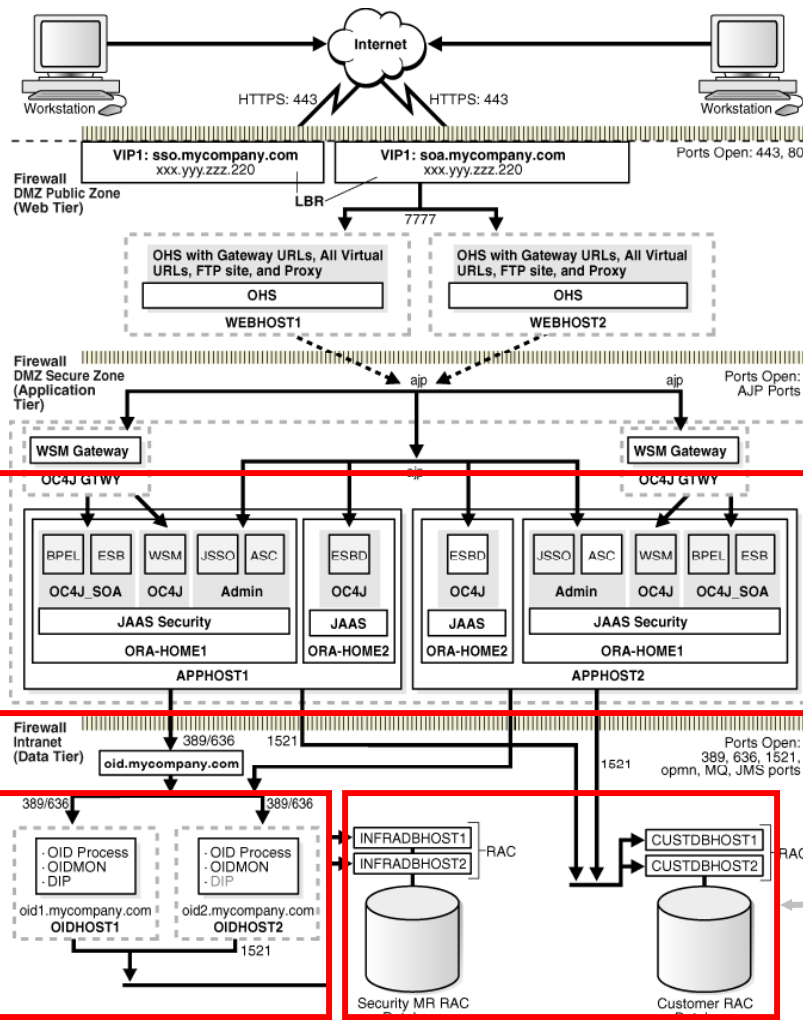 Internet
Workstation
Workstation
HTTPS: 443
HTTPS: 443
Ports Open: 443, 80
Firewall
DMZ Public Zone
(Web Tier)
VIP1: sso.mycompany.com
xxx.yyy.zzz.220
VIP1: soa.mycompany.com
xxx.yyy.zzz.220
LBR
7777
OHS with Gateway URLs, All Virtual
URLs, FTP site, and Proxy
OHS
WEBHOST1
OHS with Gateway URLs, All Virtual
URLs, FTP site, and Proxy
OHS
WEBHOST2
Firewall
DMZ Secure Zone
(Application
Tier)
ajp
ajp
Ports Open:
AJP Ports
WSM Gateway
OC4J GTWY
ajp
WSM Gateway
OC4J GTWY
BPEL ESB WSM JSSO ASC
OC4J_SOA OC4J Admin
JAAS Security
ORA-HOME1
ESBD
OC4J
JAAS
ORA-HOME2
APPHOST1
ESBD
OC4J
JAAS
ORA-HOME2
JSSO ASC WSM BPEL ESB
Admin OC4J OC4J_SOA
JAAS Security
ORA-HOME1
APPHOST2
Firewall
Intranet
(Data Tier)
389/636
1521
1521
Ports Open:
389, 636, 1521,
opmn, MQ, JMS ports
oid.mycompany.com
389/636
389/636
- OID Process
- OIDMON
- DIP
oid1.mycompany.com
OIDHOST1
- OID Process
- OIDMON
- DIP
oid2.mycompany.com
OIDHOST2
1521
INFRADBHOST1
INFRADBHOST2
RAC
Security MR RAC
CUSTDBHOST1
CUSTDBHOST2
RAC
Customer RAC